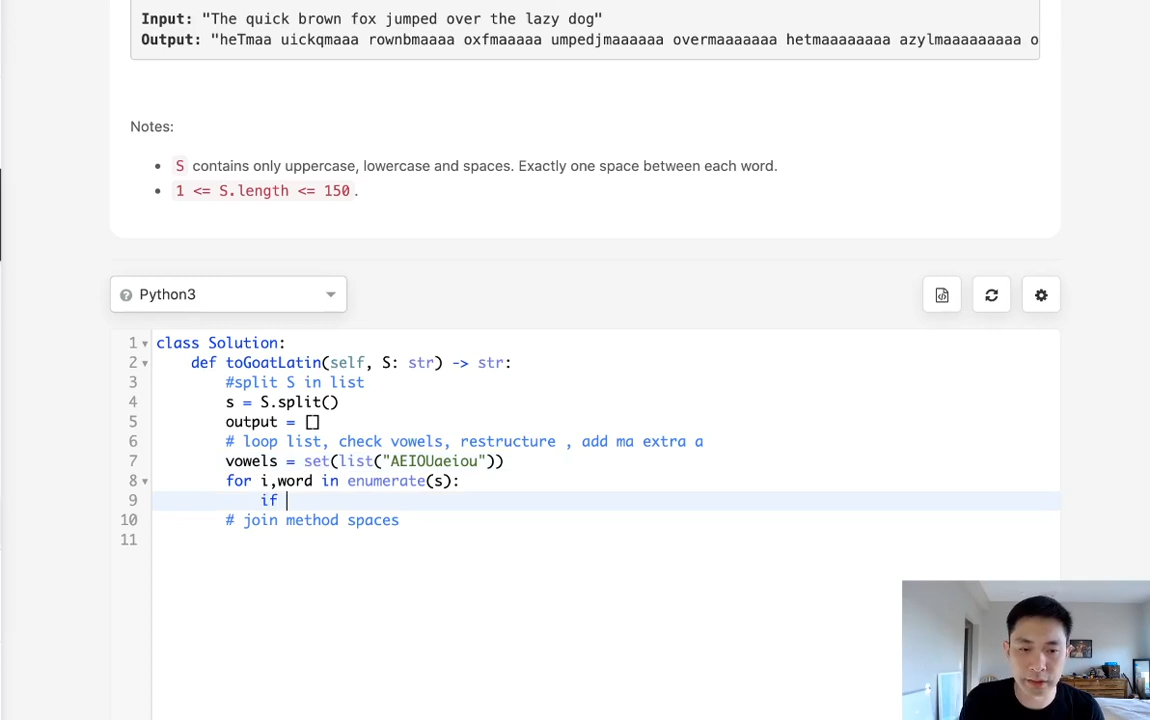 Input: "The quick brown fox jumped over the lazy dog"
Output: "heTmaa uickqmaaa rownbmaaaa oxfmaaaaa umpedjmaaaaaa overmaaaaaaa hetmaaaaaaaa azylmaaaaaaaaa o
Notes:
• S contains only uppercase, lowercase and spaces. Exactly one space between each word.
• 1 <= S.length <= 150.
Python3
1 class Solution:
2 def toGoatLatin(self, S: str) -> str:
3 #split S in list
4 s = S.split()
5 output = []
6 # loop list, check vowels, restructure , add ma extra a
7 vowels = set(list("AEIOUaeiou"))
8 for i,word in enumerate(s):
9 if
10 # join method spaces
11